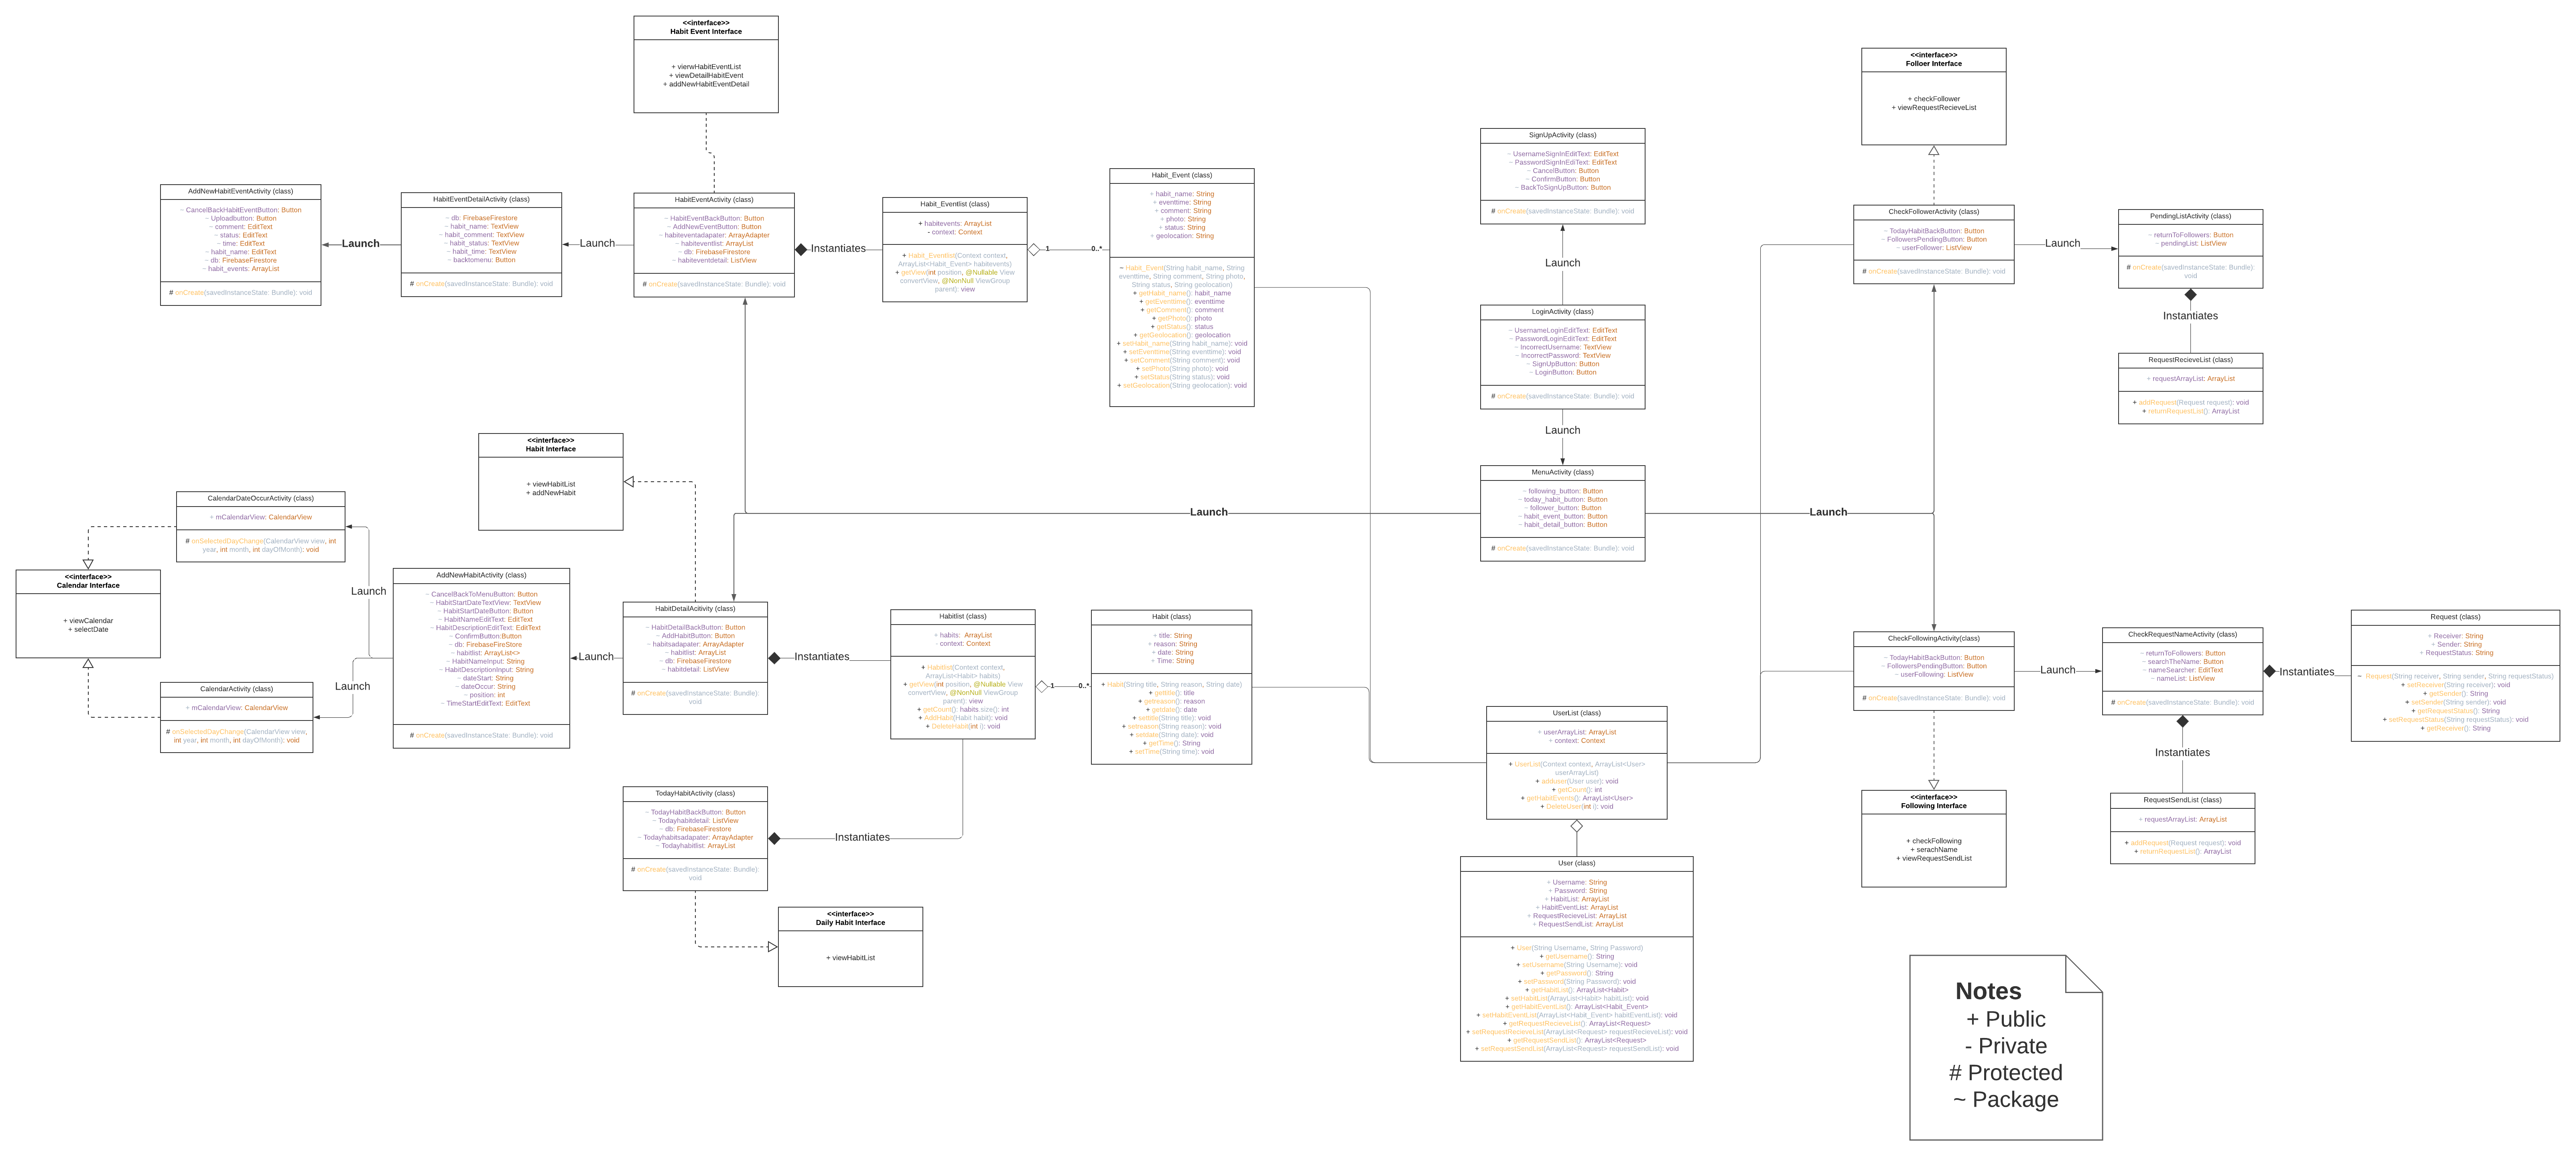 <<interface>>
Habit Event Interface
+ vierwHabitEventList
+ viewDetailHabitEvent
+ addNewHabitEventDetail
<<interface>>
Folloer Interface
+ checkFollower
+ viewRequestRecieveList
SignUpActivity (class)
~ UsernameSignInEditText: EditText
~ PasswordSignInEdiText: EditText
~ CancelButton: Button
~ ConfirmButton: Button
~ BackToSignUpButton: Button
# onCreate(savedInstanceState: Bundle): void
AddNewHabitEventActivity (class)
~ CancelBackHabitEventButton: Button
~ Uploadbutton: Button
~ comment: EditText
~ status: EditText
~ time: EditText
~ habit_name: EditText
~ db: FirebaseFirestore
~ habit_events: ArrayList
# onCreate(savedInstanceState: Bundle): void
Launch
HabitEventDetailActivity (class)
~ db: FirebaseFirestore
~ habit_name: TextView
~ habit_comment: TextView
~ habit_status: TextView
~ habit_time: TextView
~ backtomenu: Button
# onCreate(savedInstanceState: Bundle): void
Launch
HabitEventActivity (class)
~ HabitEventBackButton: Button
~ AddNewEventButton: Button
~ habiteventadapater: ArrayAdapter
~ habiteventlist: ArrayList
~ db: FirebaseFirestore
~ habiteventdetail: ListView
# onCreate(savedInstanceState: Bundle): void
Instantiates
Habit_Eventlist (class)
+ habitevents: ArrayList
- context: Context
+ Habit_Eventlist(Context context,
ArrayList<Habit_Event> habitevents)
+ getView(int position, @Nullable View
convertView, @NonNull ViewGroup
parent): view
1
0..*
Habit_Event (class)
+ habit_name: String
+ eventtime: String
+ comment: String
+ photo: String
+ status: String
+ geolocation: String
~ Habit_Event(String habit_name, String
eventtime, String comment, String photo,
String status, String geolocation)
+ getHabit_name(): habit_name
+ getEventtime(): eventtime
+ getComment(): comment
+ getPhoto(): photo
+ getStatus(): status
+ getGeolocation(): geolocation
+ setHabit_name(String habit_name): void
+ setEventtime(String eventtime): void
+ setComment(String comment): void
+ setPhoto(String photo): void
+ setStatus(String status): void
+ setGeolocation(String geolocation): void
Launch
LoginActivity (class)
~ UsernameLoginEditText: EditText
~ PasswordLoginEditText: EditText
~ IncorrectUsername: TextView
~ IncorrectPassword: TextView
~ SignUpButton: Button
~ LoginButton: Button
# onCreate(savedInstanceState: Bundle): void
Launch
CheckFollowerActivity (class)
~ TodayHabitBackButton: Button
~ FollowersPendingButton: Button
~ userFollower: ListView
# onCreate(savedInstanceState: Bundle): void
Launch
PendingListActivity (class)
~ returnToFollowers: Button
~ pendingList: ListView
# onCreate(savedInstanceState: Bundle):
void
Instantiates
RequestRecieveList (class)
+ requestArrayList: ArrayList
+ addRequest(Request request): void
+ returnRequestList(): ArrayList
<<interface>>
Habit Interface
+ viewHabitList
+ addNewHabit
MenuActivity (class)
~ following_button: Button
~ today_habit_button: Button
~ follower_button: Button
~ habit_event_button: Button
~ habit_detail_button: Button
# onCreate(savedInstanceState: Bundle): void
Launch
Launch
CalendarDateOccurActivity (class)
+ mCalendarView: CalendarView
# onSelectedDayChange(CalendarView view, int
year, int month, int dayOfMonth): void
<<interface>>
Calendar Interface
+ viewCalendar
+ selectDate
Launch
Launch
CalendarActivity (class)
+ mCalendarView: CalendarView
# onSelectedDayChange(CalendarView view,
int year, int month, int dayOfMonth): void
AddNewHabitActivity (class)
~ CancelBackToMenuButton: Button
~ HabitStartDateTextView: TextView
~ HabitStartDateButton: Button
~ HabitNameEditText: EditText
~ HabitDescriptionEditText: EditText
~ ConfirmButton:Button
~ db: FirebaseFireStore
~ habitlist: ArrayList<>
~ HabitNameInput: String
~ HabitDescriptionInput: String
~ dateStart: String
~ dateOccur: String
~ position: int
~ TimeStartEditText: EditText
# onCreate(savedInstanceState: Bundle): void
Launch
HabitDetailAcitivity (class)
~ HabitDetailBackButton: Button
~ AddHabitButton: Button
~ habitsadapater: ArrayAdapter
~ habitlist: ArrayList
~ db: FirebaseFirestore
~ habitdetail: ListView
# onCreate(savedInstanceState: Bundle):
void
Instantiates
Habitlist (class)
+ habits: ArrayList
- context: Context
+ Habitlist(Context context,
ArrayList<Habit> habits)
+ getView(int position, @Nullable View
convertView, @NonNull ViewGroup
parent): view
+ getCount(): habits.size(): int
+ AddHabit(Habit habit): void
+ DeleteHabit(int i): void
1
0..*
Habit (class)
+ title: String
+ reason: String
+ date: String
+ Time: String
+ Habit(String title, String reason, String date)
+ gettitle(): title
+ getreason(): reason
+ getdate(): date
+ settitle(String title): void
+ setreason(String reason): void
+ setdate(String date): void
+ getTime(): String
+ setTime(String time): void
CheckFollowingActivity(class)
~ TodayHabitBackButton: Button
~ FollowersPendingButton: Button
~ userFollowing: ListView
# onCreate(savedInstanceState: Bundle): void
Launch
CheckRequestNameActivity (class)
~ returnToFollowers: Button
~ searchTheName: Button
~ nameSearcher: EditText
~ nameList: ListView
# onCreate(savedInstanceState: Bundle): void
Instantiates
Request (class)
+ Receiver: String
+ Sender: String
+ RequestStatus: String
~ Request(String receiver, String sender, String requestStatus)
+ setReceiver(String receiver): void
+ getSender(): String
+ setSender(String sender): void
+ getRequestStatus(): String
+ setRequestStatus(String requestStatus): void
+ getReceiver(): String
Instantiates
RequestSendList (class)
+ requestArrayList: ArrayList
+ addRequest(Request request): void
+ returnRequestList(): ArrayList
UserList (class)
+ userArrayList: ArrayList
+ context: Context
+ UserList(Context context, ArrayList<User>
userArrayList)
+ adduser(User user): void
+ getCount(): int
+ getHabitEvents(): ArrayList<User>
+ DeleteUser(int i): void
<<interface>>
Following Interface
+ checkFollowing
+ serachName
+ viewRequestSendList
TodayHabitActivity (class)
~ TodayHabitBackButton: Button
~ Todayhabitdetail: ListView
~ db: FirebaseFirestore
~ Todayhabitsadapater: ArrayAdapter
~ Todayhabitlist: ArrayList
# onCreate(savedInstanceState: Bundle):
void
Instantiates
<<interface>>
Daily Habit Interface
+ viewHabitList
User (class)
+ Username: String
+ Password: String
+ HabitList: ArrayList
+ HabitEventList: ArrayList
+ RequestRecieveList: ArrayList
+ RequestSendList: ArrayList
+ User(String Username, String Password)
+ getUsername(): String
+ setUsername(String Username): void
+ getPassword(): String
+ setPassword(String Password): void
+ getHabitList(): ArrayList<Habit>
+ setHabitList(ArrayList<Habit> habitList): void
+ getHabitEventList(): ArrayList<Habit_Event>
+ setHabitEventList(ArrayList<Habit_Event> habitEventList): void
+ getRequestRecieveList(): ArrayList<Request>
+ setRequestRecieveList(ArrayList<Request> requestRecieveList): void
+ getRequestSendList(): ArrayList<Request>
+ setRequestSendList(ArrayList<Request> requestSendList): void
Notes
+ Public
- Private
# Protected
~ Package